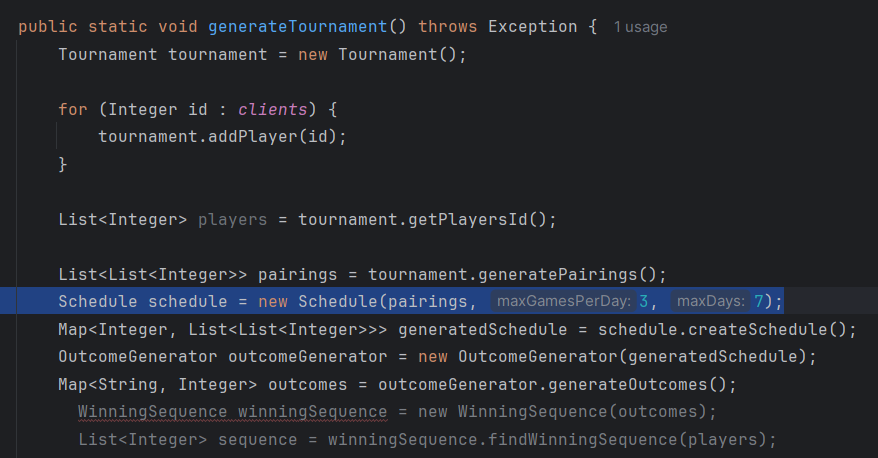 public static void generateTournament() throws Exception { 1 usage
Tournament tournament = new Tournament();
for (Integer id : clients) {
tournament.addPlayer(id);
}
List<Integer> players = tournament.getPlayersId();
List<List<Integer>> pairings = tournament.generatePairings();
Schedule schedule = new Schedule(pairings, maxGamesPerDay: 3, maxDays: 7);
Map<Integer, List<List<Integer>>> generatedSchedule = schedule.createSchedule();
OutcomeGenerator outcomeGenerator = new OutcomeGenerator(generatedSchedule);
Map<String, Integer> outcomes = outcomeGenerator.generateOutcomes();
WinningSequence winningSequence = new WinningSequence(outcomes);
List<Integer> sequence = winningSequence.findWinningSequence(players);